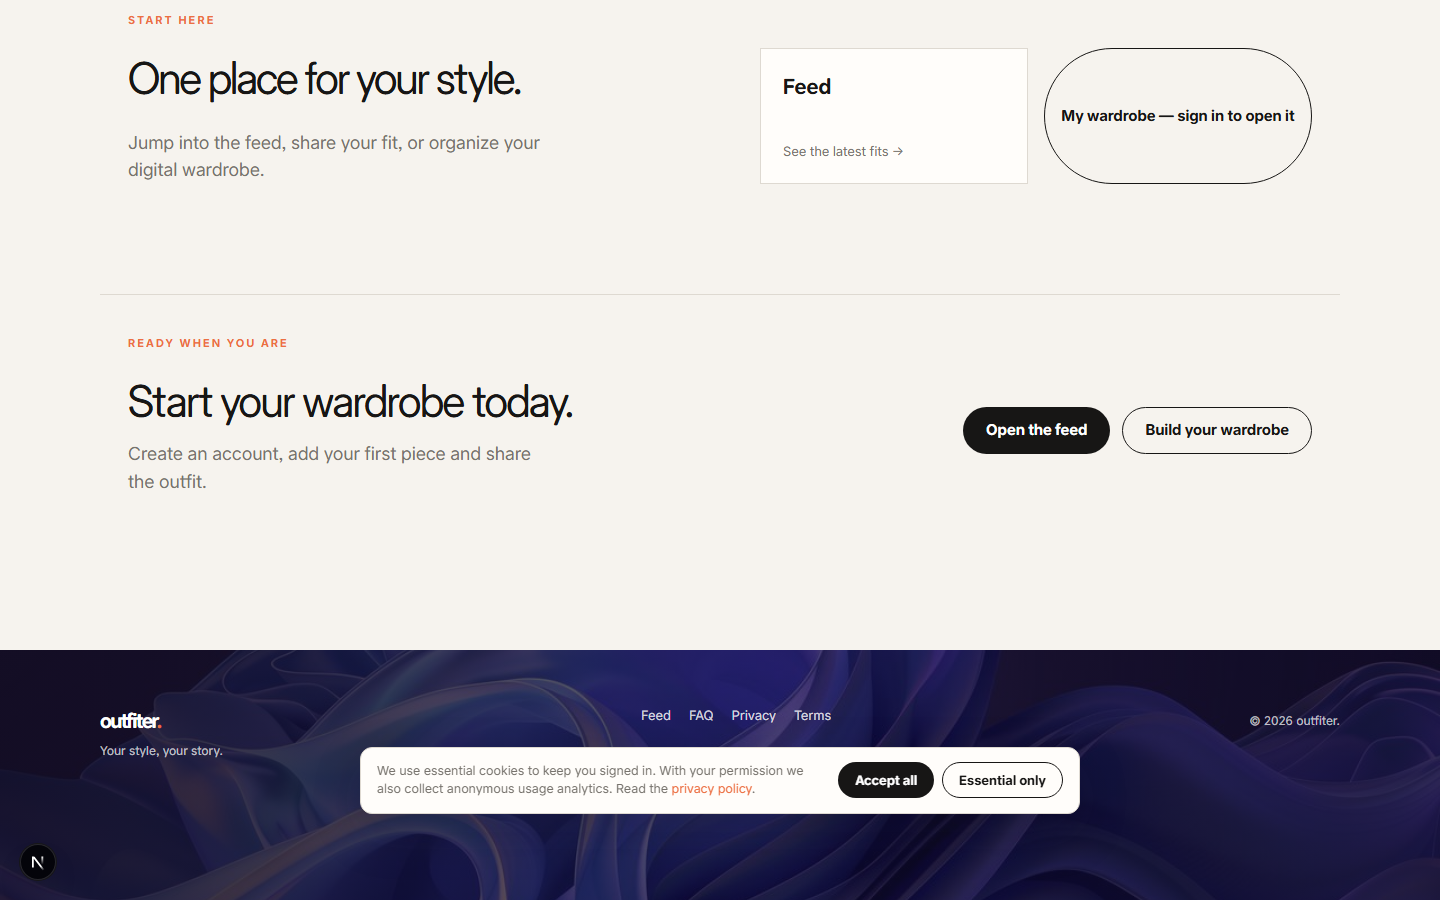 START HERE
One place for your style.
Jump into the feed, share your fit, or organize your
digital wardrobe.
Feed
See the latest fits →
My wardrobe — sign in to open it
READY WHEN YOU ARE
Start your wardrobe today.
Create an account, add your first piece and share
the outfit.
Open the feed
Build your wardrobe
outfiter.
Your style, your story.
Feed FAQ Privacy Terms
© 2026 outfiter.
We use essential cookies to keep you signed in. With your permission we
also collect anonymous usage analytics. Read the privacy policy.
Accept all
Essential only
N